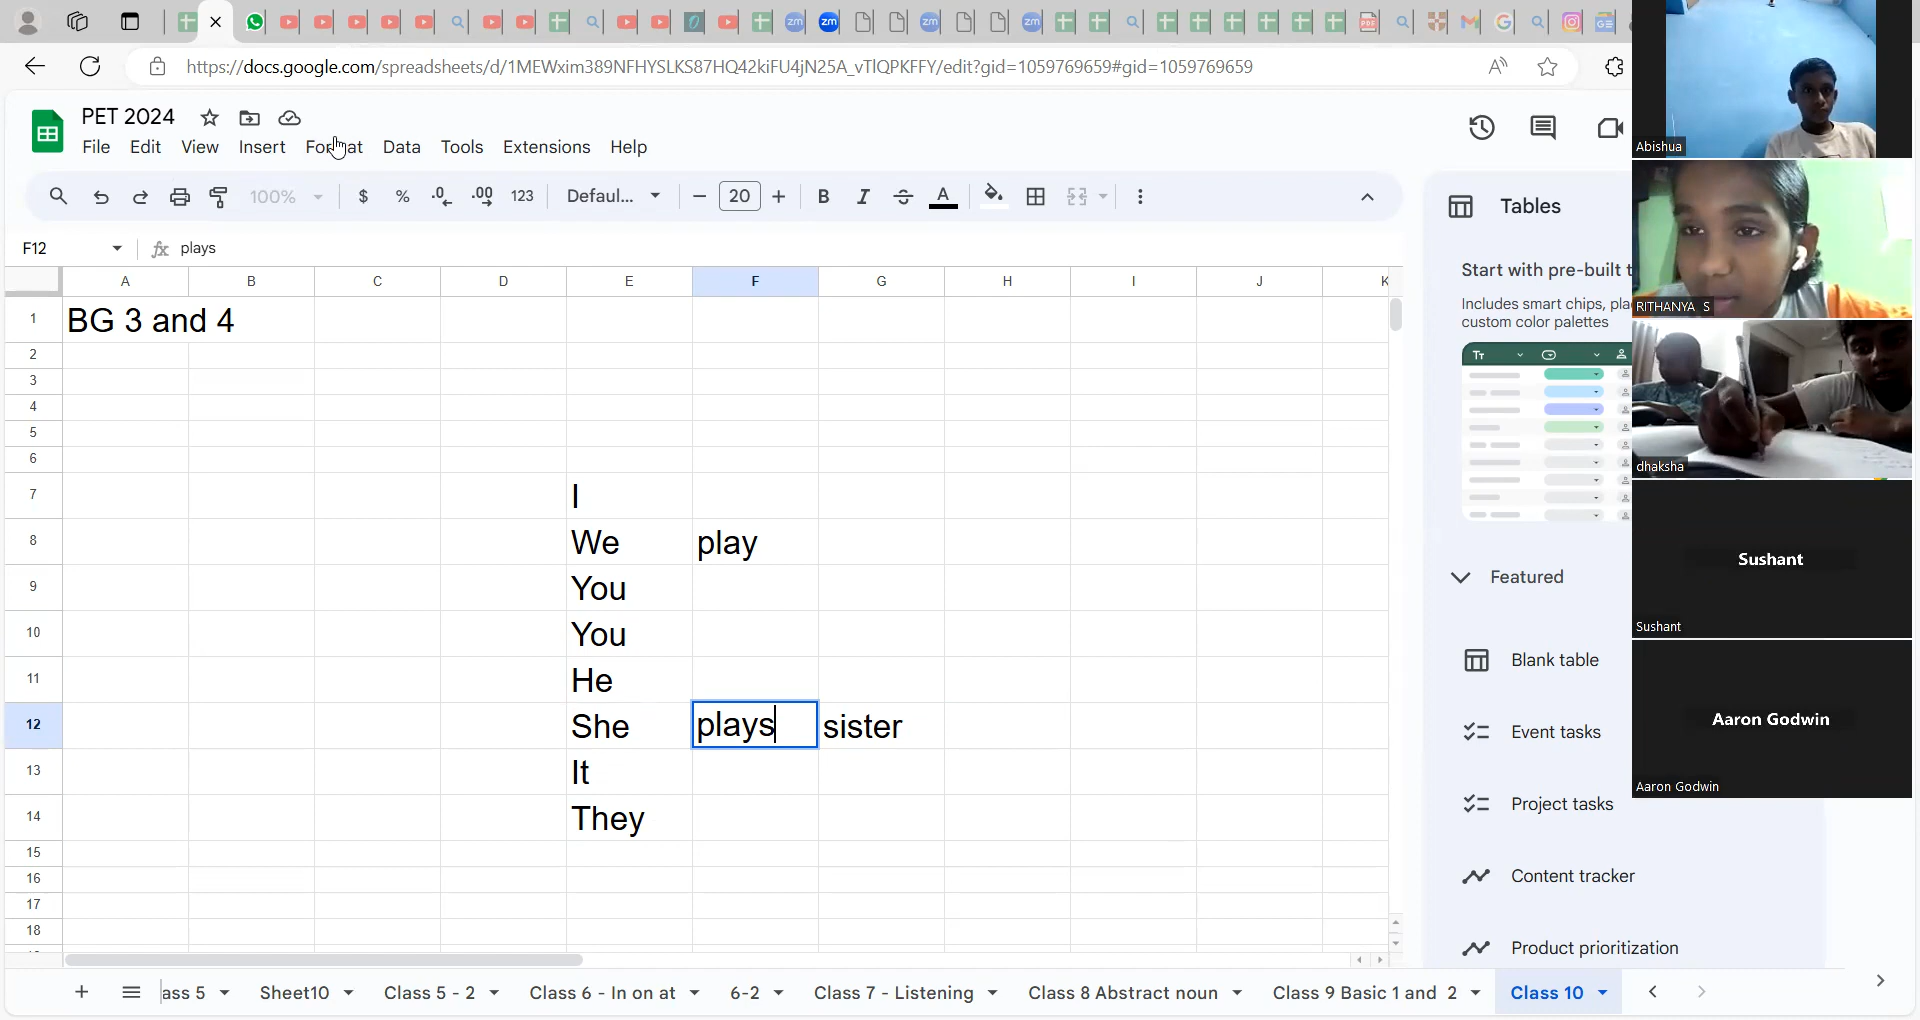 https://docs.google.com/spreadsheets/d/1MEWxim389NFHYSLKS87HQ42kiFU4jN25A_vTlQPKFFY/edit?gid=1059769659#gid=1059769659
PET 2024
File Edit View Insert Format Data Tools Extensions Help
100% $ % .0 .00 123 Defaul... 20 B I A
F12 fx plays
A B C D E F G H I J K
1 BG 3 and 4
2
3
4
5
6
7 I
8 We play
9 You
10 You
11 He
12 She plays sister
13 It
14 They
15
16
17
18
ass 5 Sheet10 Class 5 - 2 Class 6 - In on at 6-2 Class 7 - Listening Class 8 Abstract noun Class 9 Basic 1 and 2 Class 10
Tables
Start with pre-built t
Includes smart chips, pla
custom color palettes
Featured
Blank table
Event tasks
Project tasks
Content tracker
Product prioritization
Abishua
RITHANYA S
dhaksha
Sushant
Sushant
Aaron Godwin
Aaron Godwin